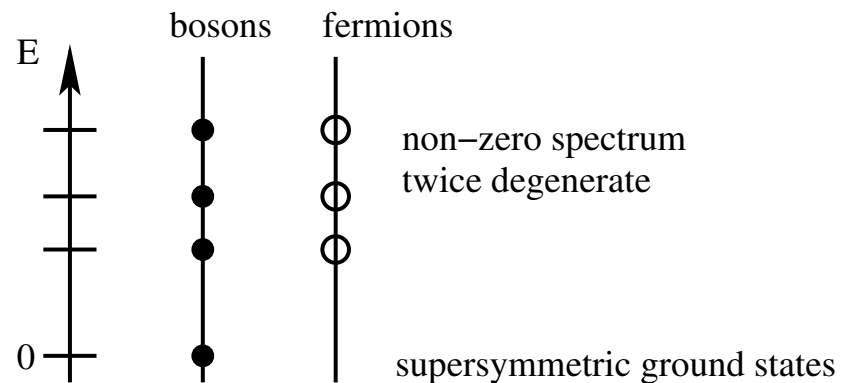 bosons fermions
E
non−zero spectrum
twice degenerate
0
supersymmetric ground states